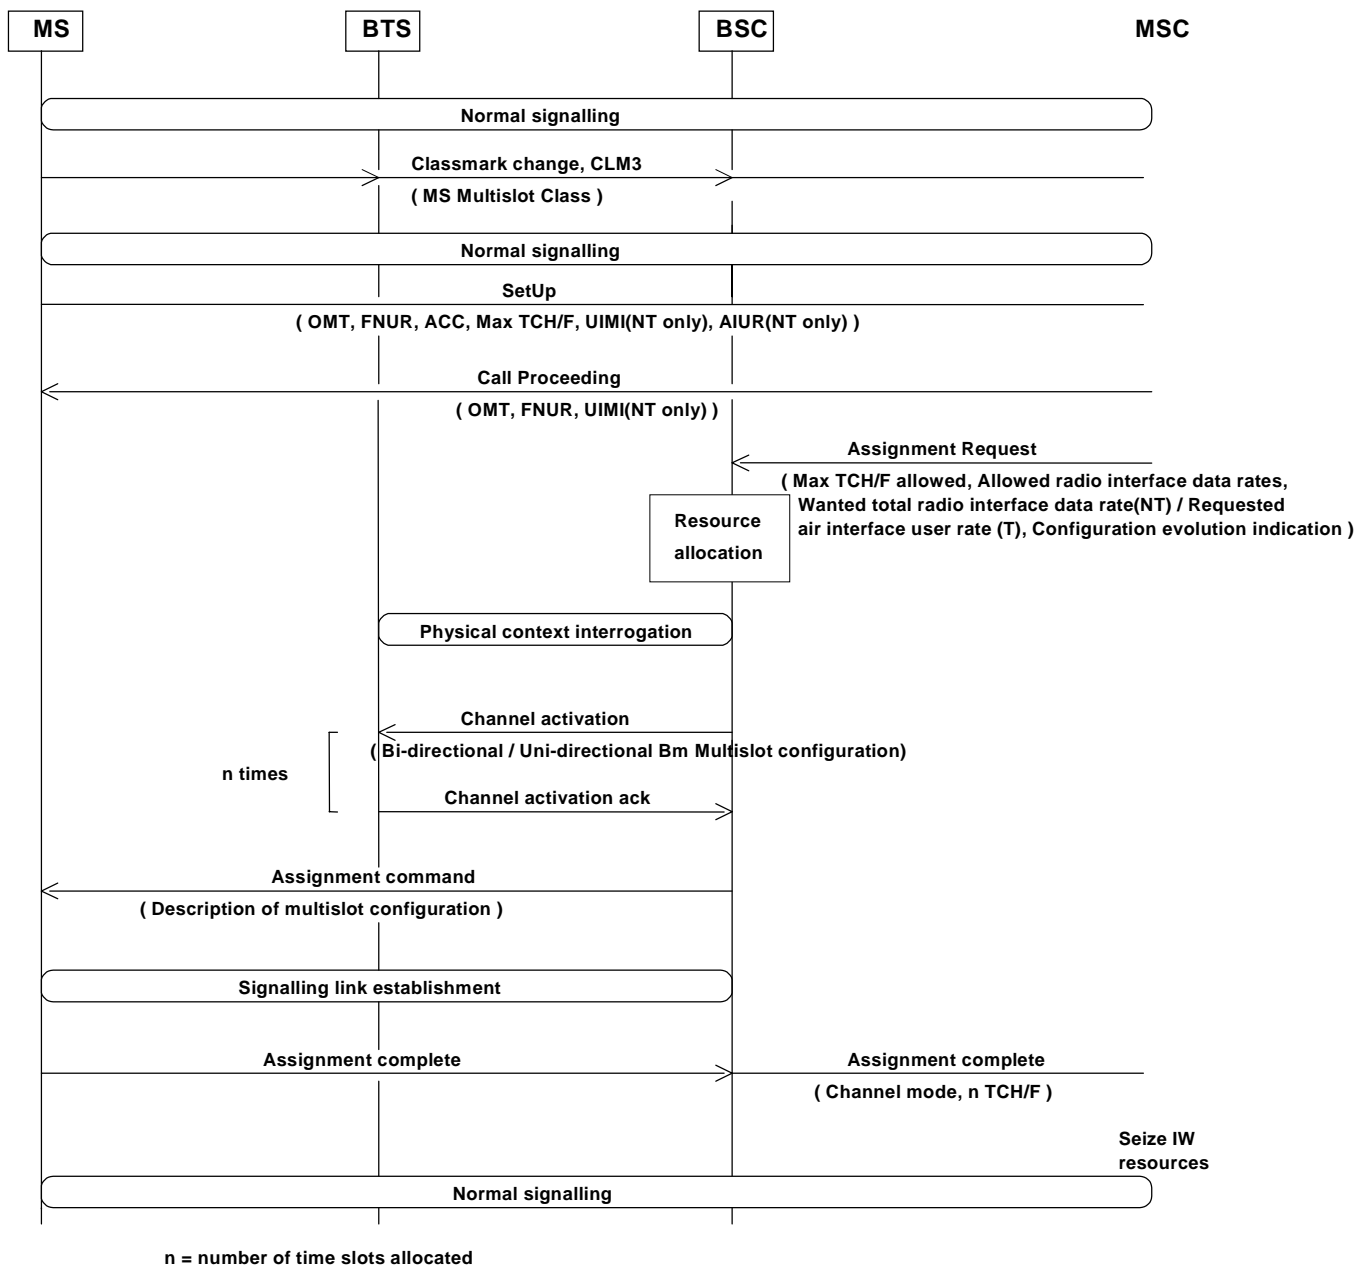 MS BTS BSC MSC
Normal signalling
Classmark change, CLM3
( MS Multislot Class )
Normal signalling
SetUp
( OMT, FNUR, ACC, Max TCH/F, UIMI(NT only), AIUR(NT only) )
Call Proceeding
( OMT, FNUR, UIMI(NT only) )
Assignment Request
( Max TCH/F allowed, Allowed radio interface data rates,
Wanted total radio interface data rate(NT) / Requested
air interface user rate (T), Configuration evolution indication )
Resource
allocation
Physical context interrogation
Channel activation
( Bi-directional / Uni-directional Bm Multislot configuration)
n times
Channel activation ack
Assignment command
( Description of multislot configuration )
Signalling link establishment
Assignment complete
Assignment complete
( Channel mode, n TCH/F )
Seize IW
resources
Normal signalling
n = number of time slots allocated